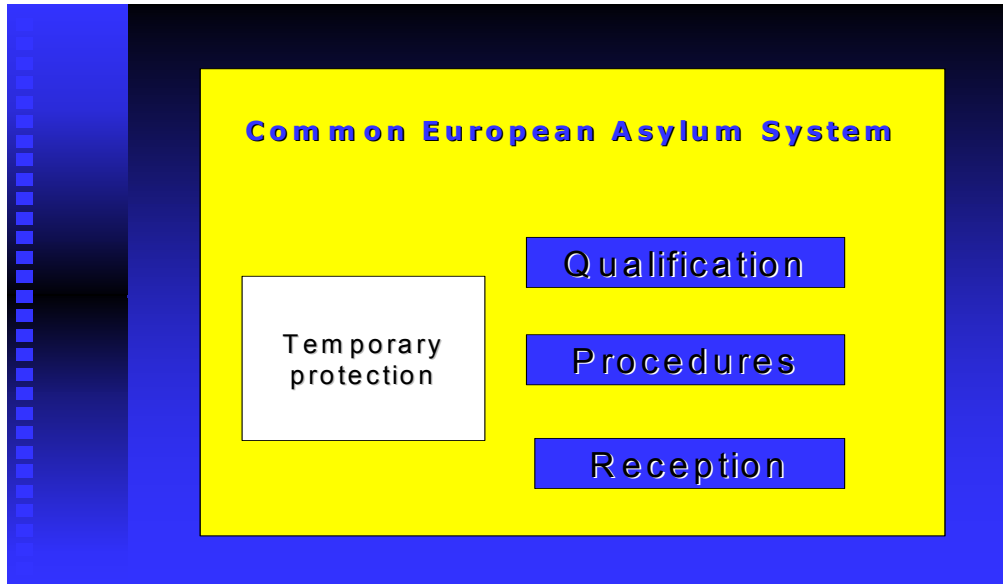 Common European Asylum System
Temporary
protection
Qualification
Procedures
Reception